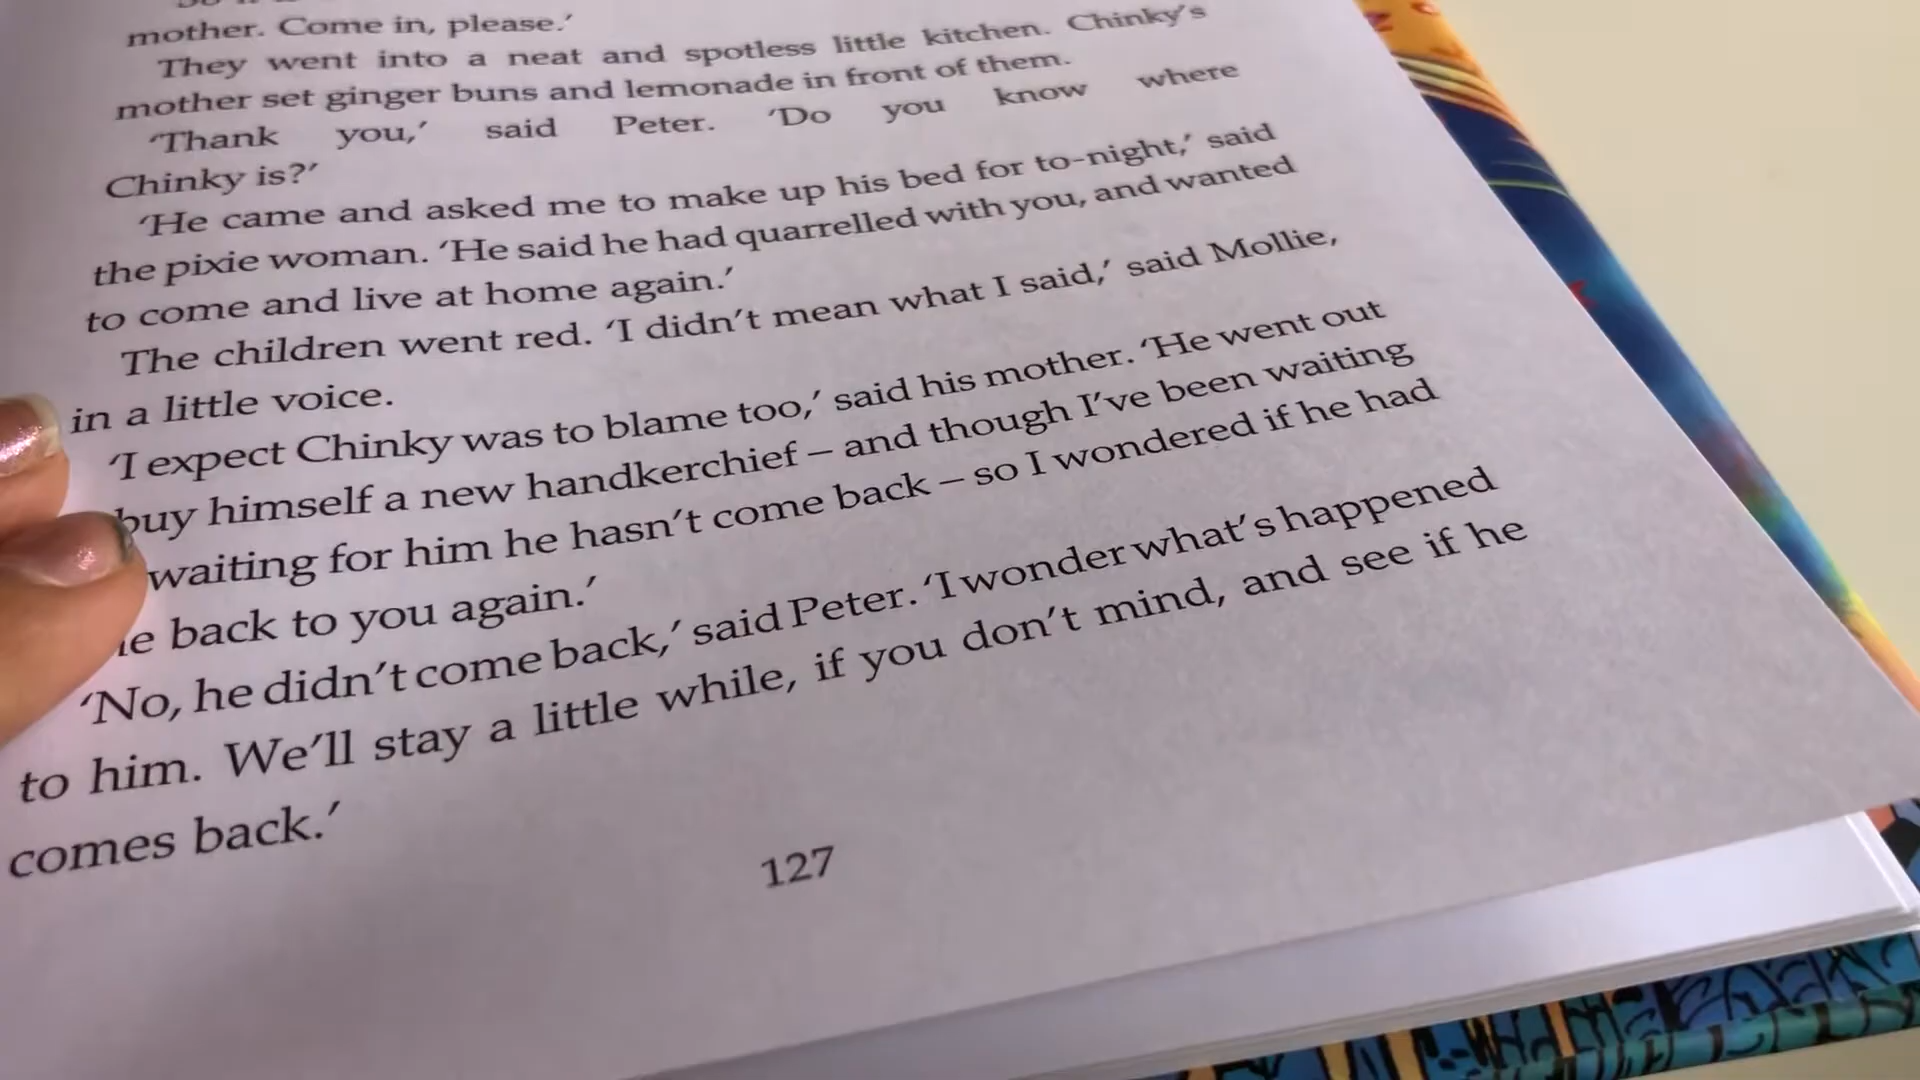 mother. Come in, please.’
They went into a neat and spotless little kitchen. Chinky’s
mother set ginger buns and lemonade in front of them.
‘Thank you,’ said Peter. ‘Do you know where
Chinky is?’
‘He came and asked me to make up his bed for to-night,’ said
the pixie woman. ‘He said he had quarrelled with you, and wanted
to come and live at home again.’
The children went red. ‘I didn’t mean what I said,’ said Mollie,
in a little voice.
‘I expect Chinky was to blame too,’ said his mother. ‘He went out
buy himself a new handkerchief – and though I’ve been waiting
waiting for him he hasn’t come back – so I wondered if he had
back to you again.’
‘No, he didn’t come back,’ said Peter. ‘I wonder what’s happened
to him. We’ll stay a little while, if you don’t mind, and see if he
comes back.’
127